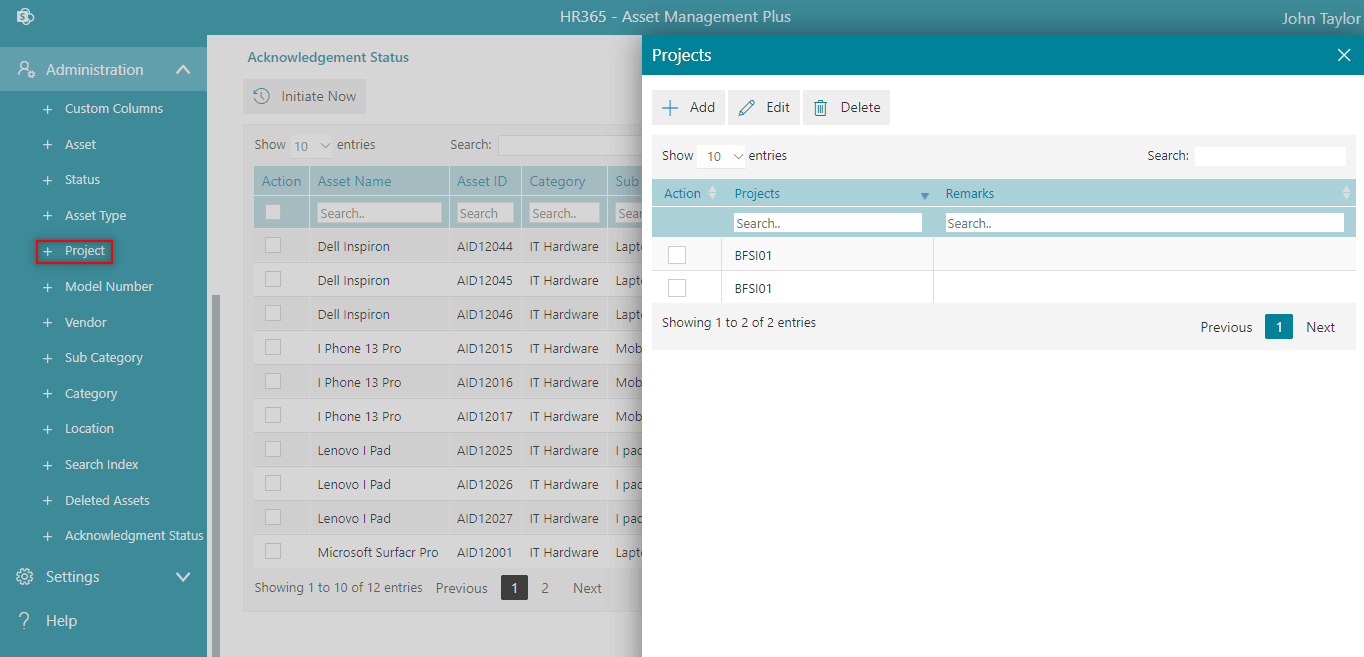 HR365 - Asset Management Plus
John Taylor
Administration
+ Custom Columns
+ Asset
+ Status
+ Asset Type
+ Project
+ Model Number
+ Vendor
+ Sub Category
+ Category
+ Location
+ Search Index
+ Deleted Assets
+ Acknowledgment Status
Settings
? Help
Acknowledgement Status
Initiate Now
Show 10 entries Search:
Action Asset Name Asset ID Category Sub
Search.. Search Search.. Sear
Dell Inspiron AID12044 IT Hardware Lapt
Dell Inspiron AID12045 IT Hardware Lapt
Dell Inspiron AID12046 IT Hardware Lapt
I Phone 13 Pro AID12015 IT Hardware Mob
I Phone 13 Pro AID12016 IT Hardware Mob
I Phone 13 Pro AID12017 IT Hardware Mob
Lenovo I Pad AID12025 IT Hardware I pad
Lenovo I Pad AID12026 IT Hardware I pad
Lenovo I Pad AID12027 IT Hardware I pad
Microsoft Surfacr Pro AID12001 IT Hardware Lapt
Showing 1 to 10 of 12 entries Previous 1 2 Next
Projects
Add Edit Delete
Show 10 entries Search:
Action Projects Remarks
Search.. Search..
BFSI01
BFSI01
Showing 1 to 2 of 2 entries
Previous 1 Next